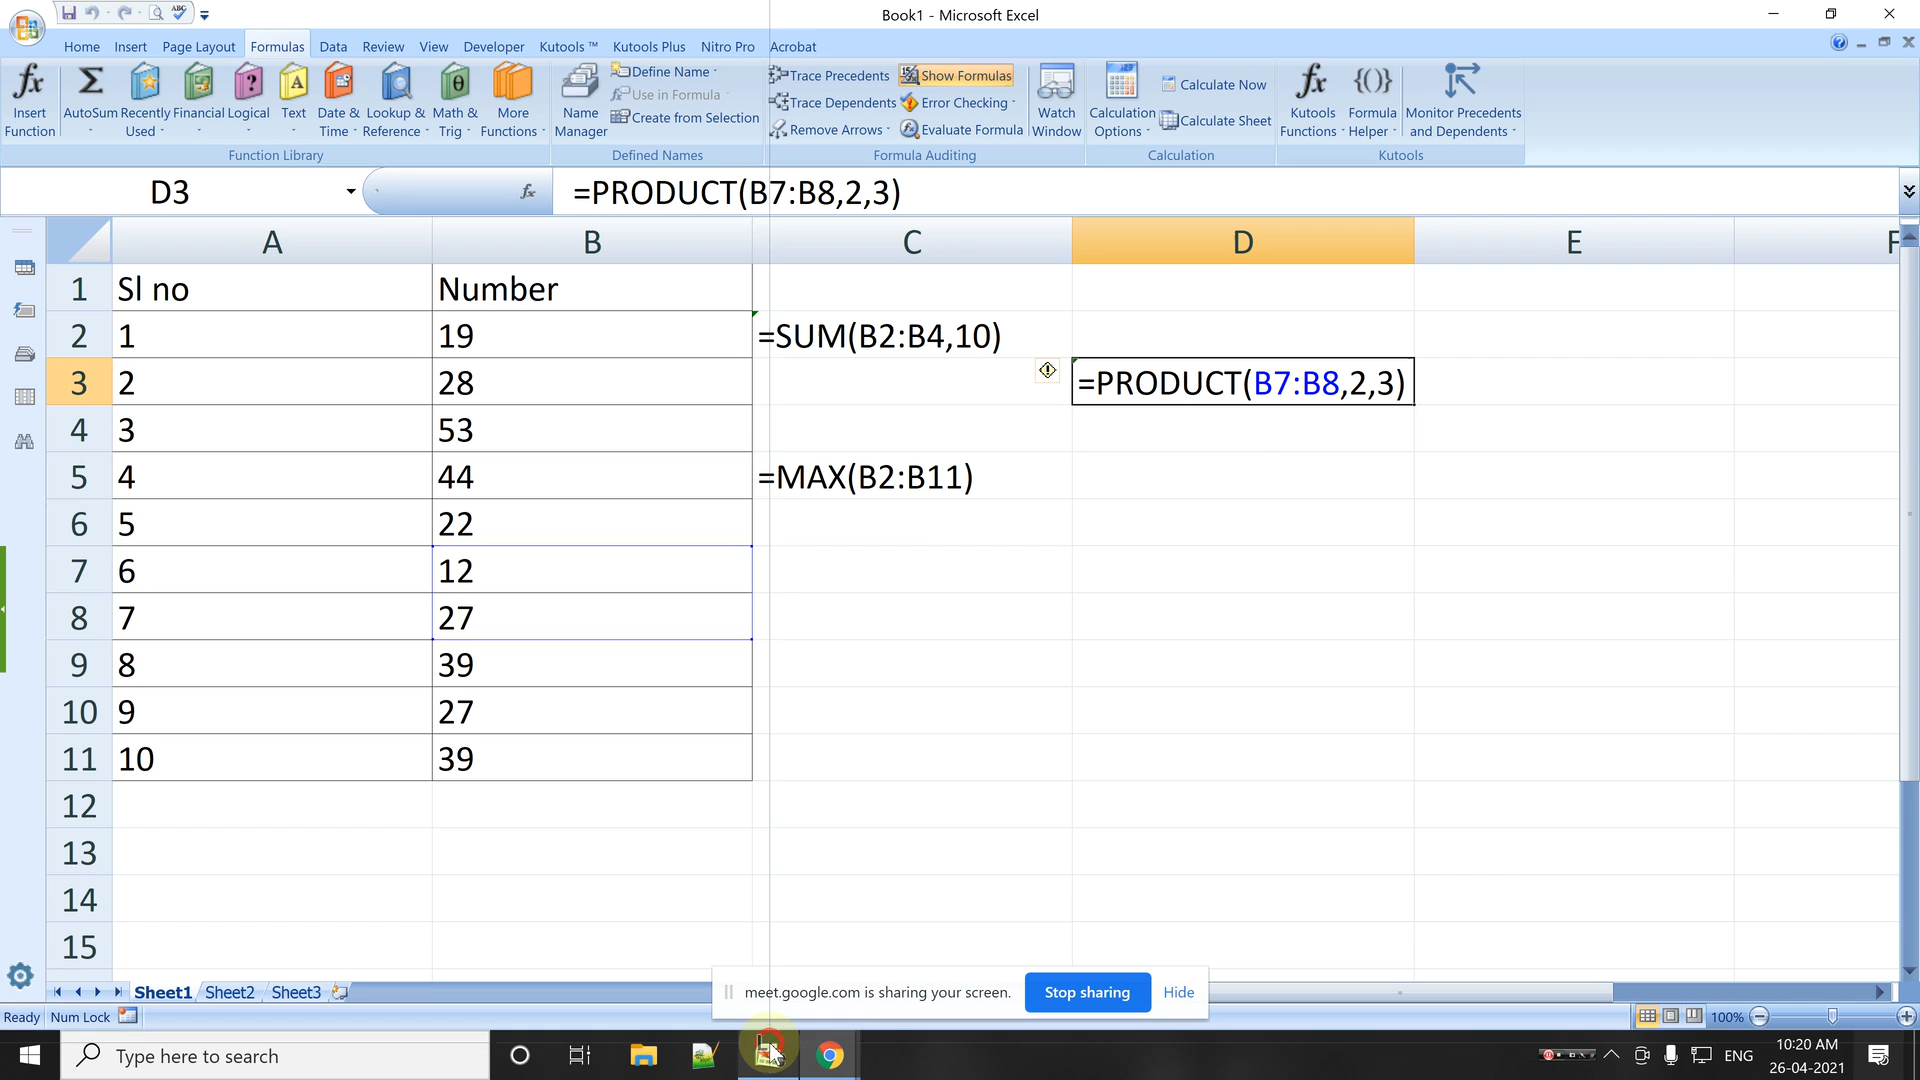 Book1 - Microsoft Excel
Home Insert Page Layout Formulas Data Review View Developer Kutools ™ Kutools Plus Nitro Pro Acrobat
Insert Function
AutoSum
Recently Used
Financial
Logical
Text
Date & Time
Lookup & Reference
Math & Trig
More Functions
Function Library
Name Manager
Define Name
Use in Formula
Create from Selection
Defined Names
Trace Precedents
Trace Dependents
Remove Arrows
Show Formulas
Error Checking
Evaluate Formula
Formula Auditing
Watch Window
Calculation Options
Calculate Now
Calculate Sheet
Calculation
Kutools Functions
Formula Helper
Monitor Precedents and Dependents
Kutools
D3 fx =PRODUCT(B7:B8,2,3)
A B C D E F
1 Sl no Number
2 1 19 =SUM(B2:B4,10)
3 2 28 =PRODUCT(B7:B8,2,3)
4 3 53
5 4 44 =MAX(B2:B11)
6 5 22
7 6 12
8 7 27
9 8 39
10 9 27
11 10 39
12
13
14
15
Sheet1 Sheet2 Sheet3
meet.google.com is sharing your screen. Stop sharing Hide
Ready Num Lock 100%
Type here to search
ENG
10:20 AM
26-04-2021